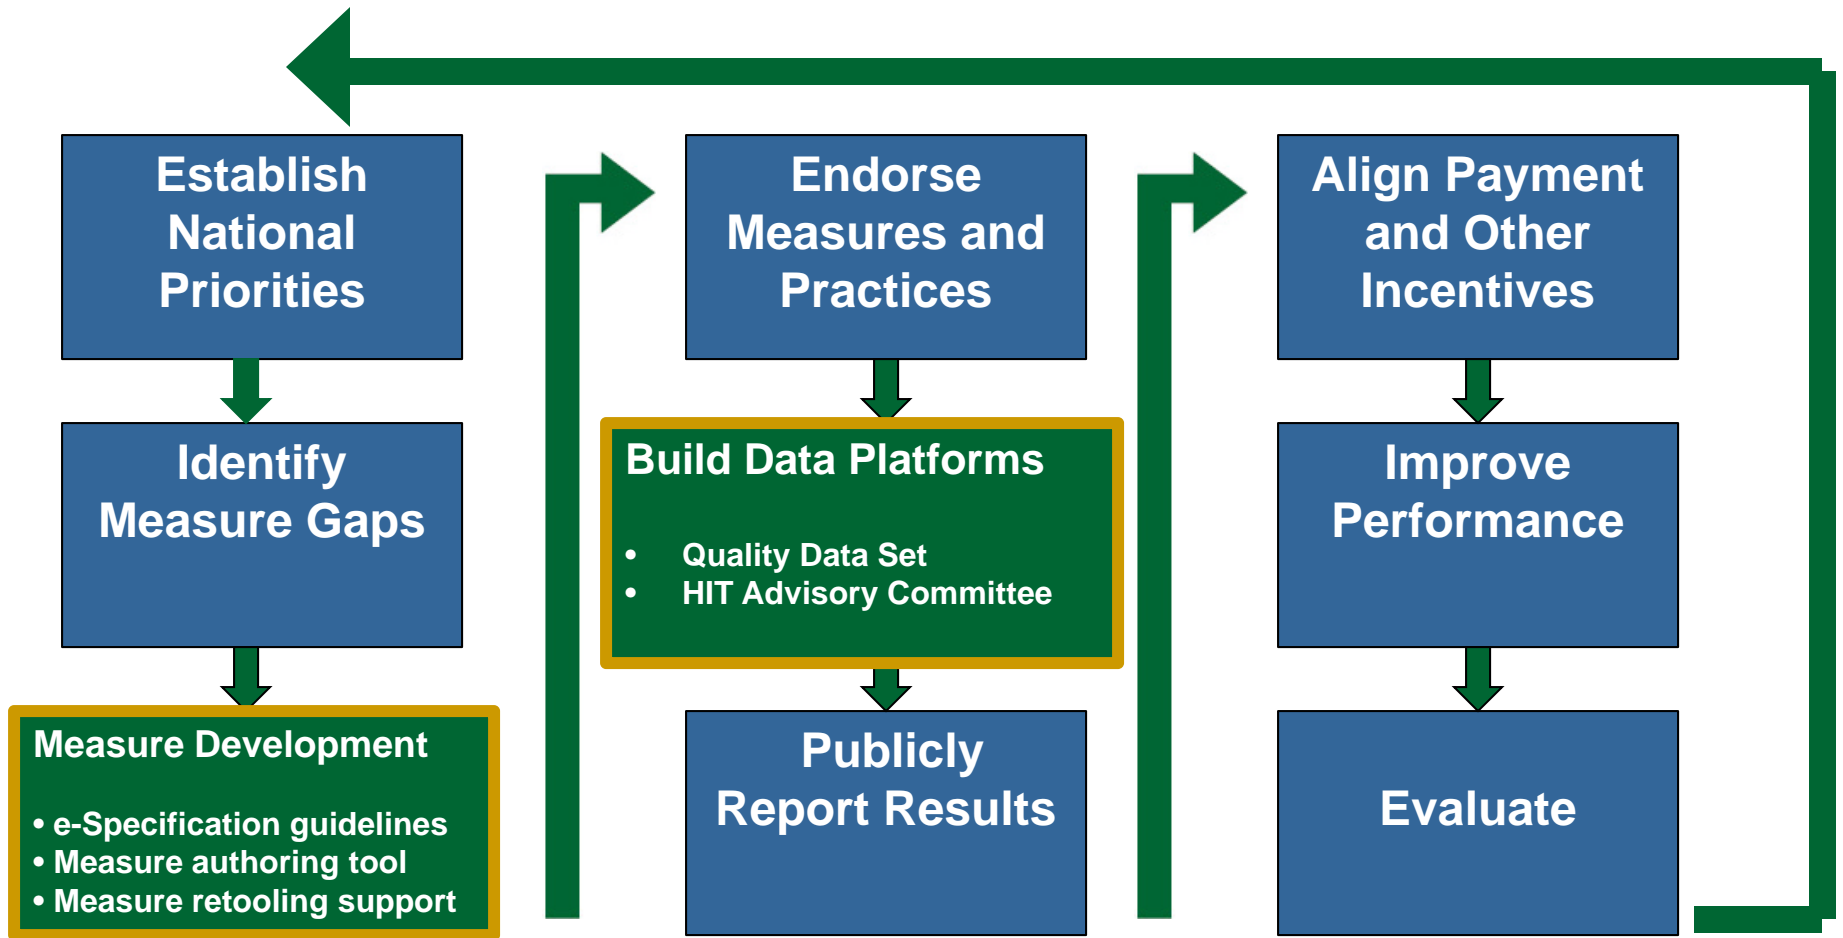 Establish
National
Priorities
Identify
Measure Gaps
Measure Development
• e-Specification guidelines
• Measure authoring tool
• Measure retooling support
Endorse
Measures and
Practices
Build Data Platforms
• Quality Data Set
• HIT Advisory Committee
Publicly
Report Results
Align Payment
and Other
Incentives
Improve
Performance
Evaluate